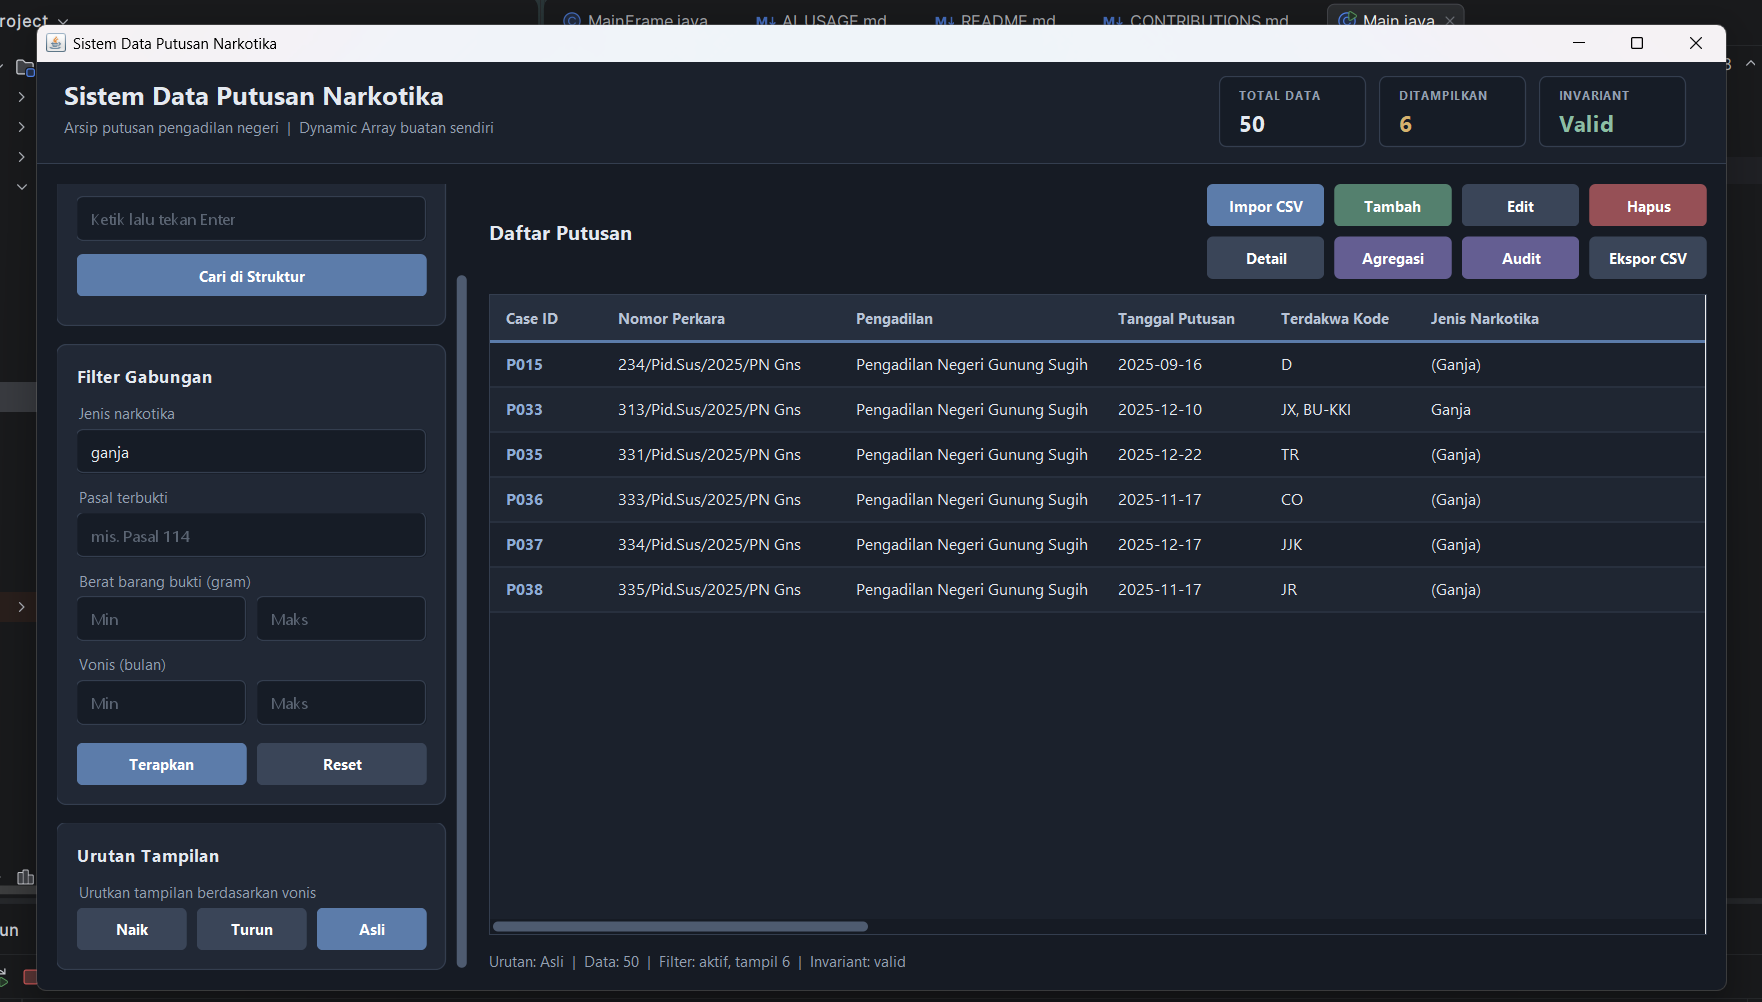 roject
MainFrame.java AI_USAGE.md README.md CONTRIBUTIONS.md Main.java
Sistem Data Putusan Narkotika
Sistem Data Putusan Narkotika
Arsip putusan pengadilan negeri | Dynamic Array buatan sendiri
TOTAL DATA
50
DITAMPILKAN
6
INVARIANT
Valid
Ketik lalu tekan Enter
Cari di Struktur
Filter Gabungan
Jenis narkotika
ganja
Pasal terbukti
mis. Pasal 114
Berat barang bukti (gram)
Min Maks
Vonis (bulan)
Min Maks
Terapkan Reset
Urutan Tampilan
Urutkan tampilan berdasarkan vonis
Naik Turun Asli
Daftar Putusan
Impor CSV Tambah Edit Hapus
Detail Agregasi Audit Ekspor CSV
Case ID Nomor Perkara Pengadilan Tanggal Putusan Terdakwa Kode Jenis Narkotika
P015 234/Pid.Sus/2025/PN Gns Pengadilan Negeri Gunung Sugih 2025-09-16 D (Ganja)
P033 313/Pid.Sus/2025/PN Gns Pengadilan Negeri Gunung Sugih 2025-12-10 JX, BU-KKI Ganja
P035 331/Pid.Sus/2025/PN Gns Pengadilan Negeri Gunung Sugih 2025-12-22 TR (Ganja)
P036 333/Pid.Sus/2025/PN Gns Pengadilan Negeri Gunung Sugih 2025-11-17 CO (Ganja)
P037 334/Pid.Sus/2025/PN Gns Pengadilan Negeri Gunung Sugih 2025-12-17 JJK (Ganja)
P038 335/Pid.Sus/2025/PN Gns Pengadilan Negeri Gunung Sugih 2025-11-17 JR (Ganja)
Urutan: Asli | Data: 50 | Filter: aktif, tampil 6 | Invariant: valid
un